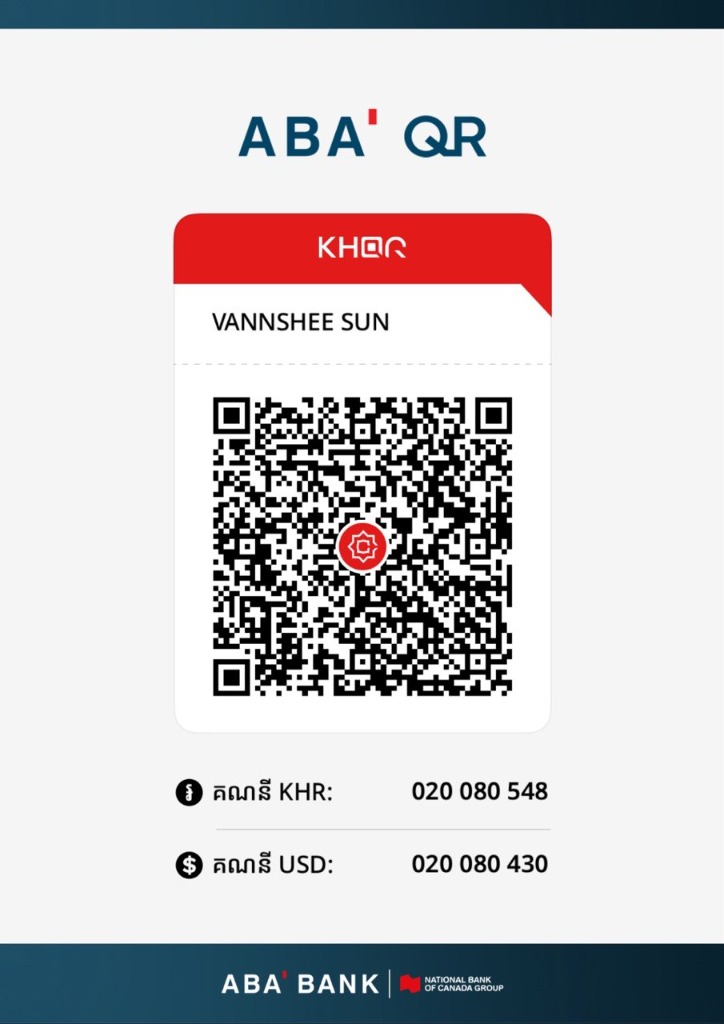 ABA' QR
KHQR
VANNSHEE SUN
គណនី KHR: 020 080 548
គណនី USD: 020 080 430
ABA' BANK | NATIONAL BANK
OF CANADA GROUP